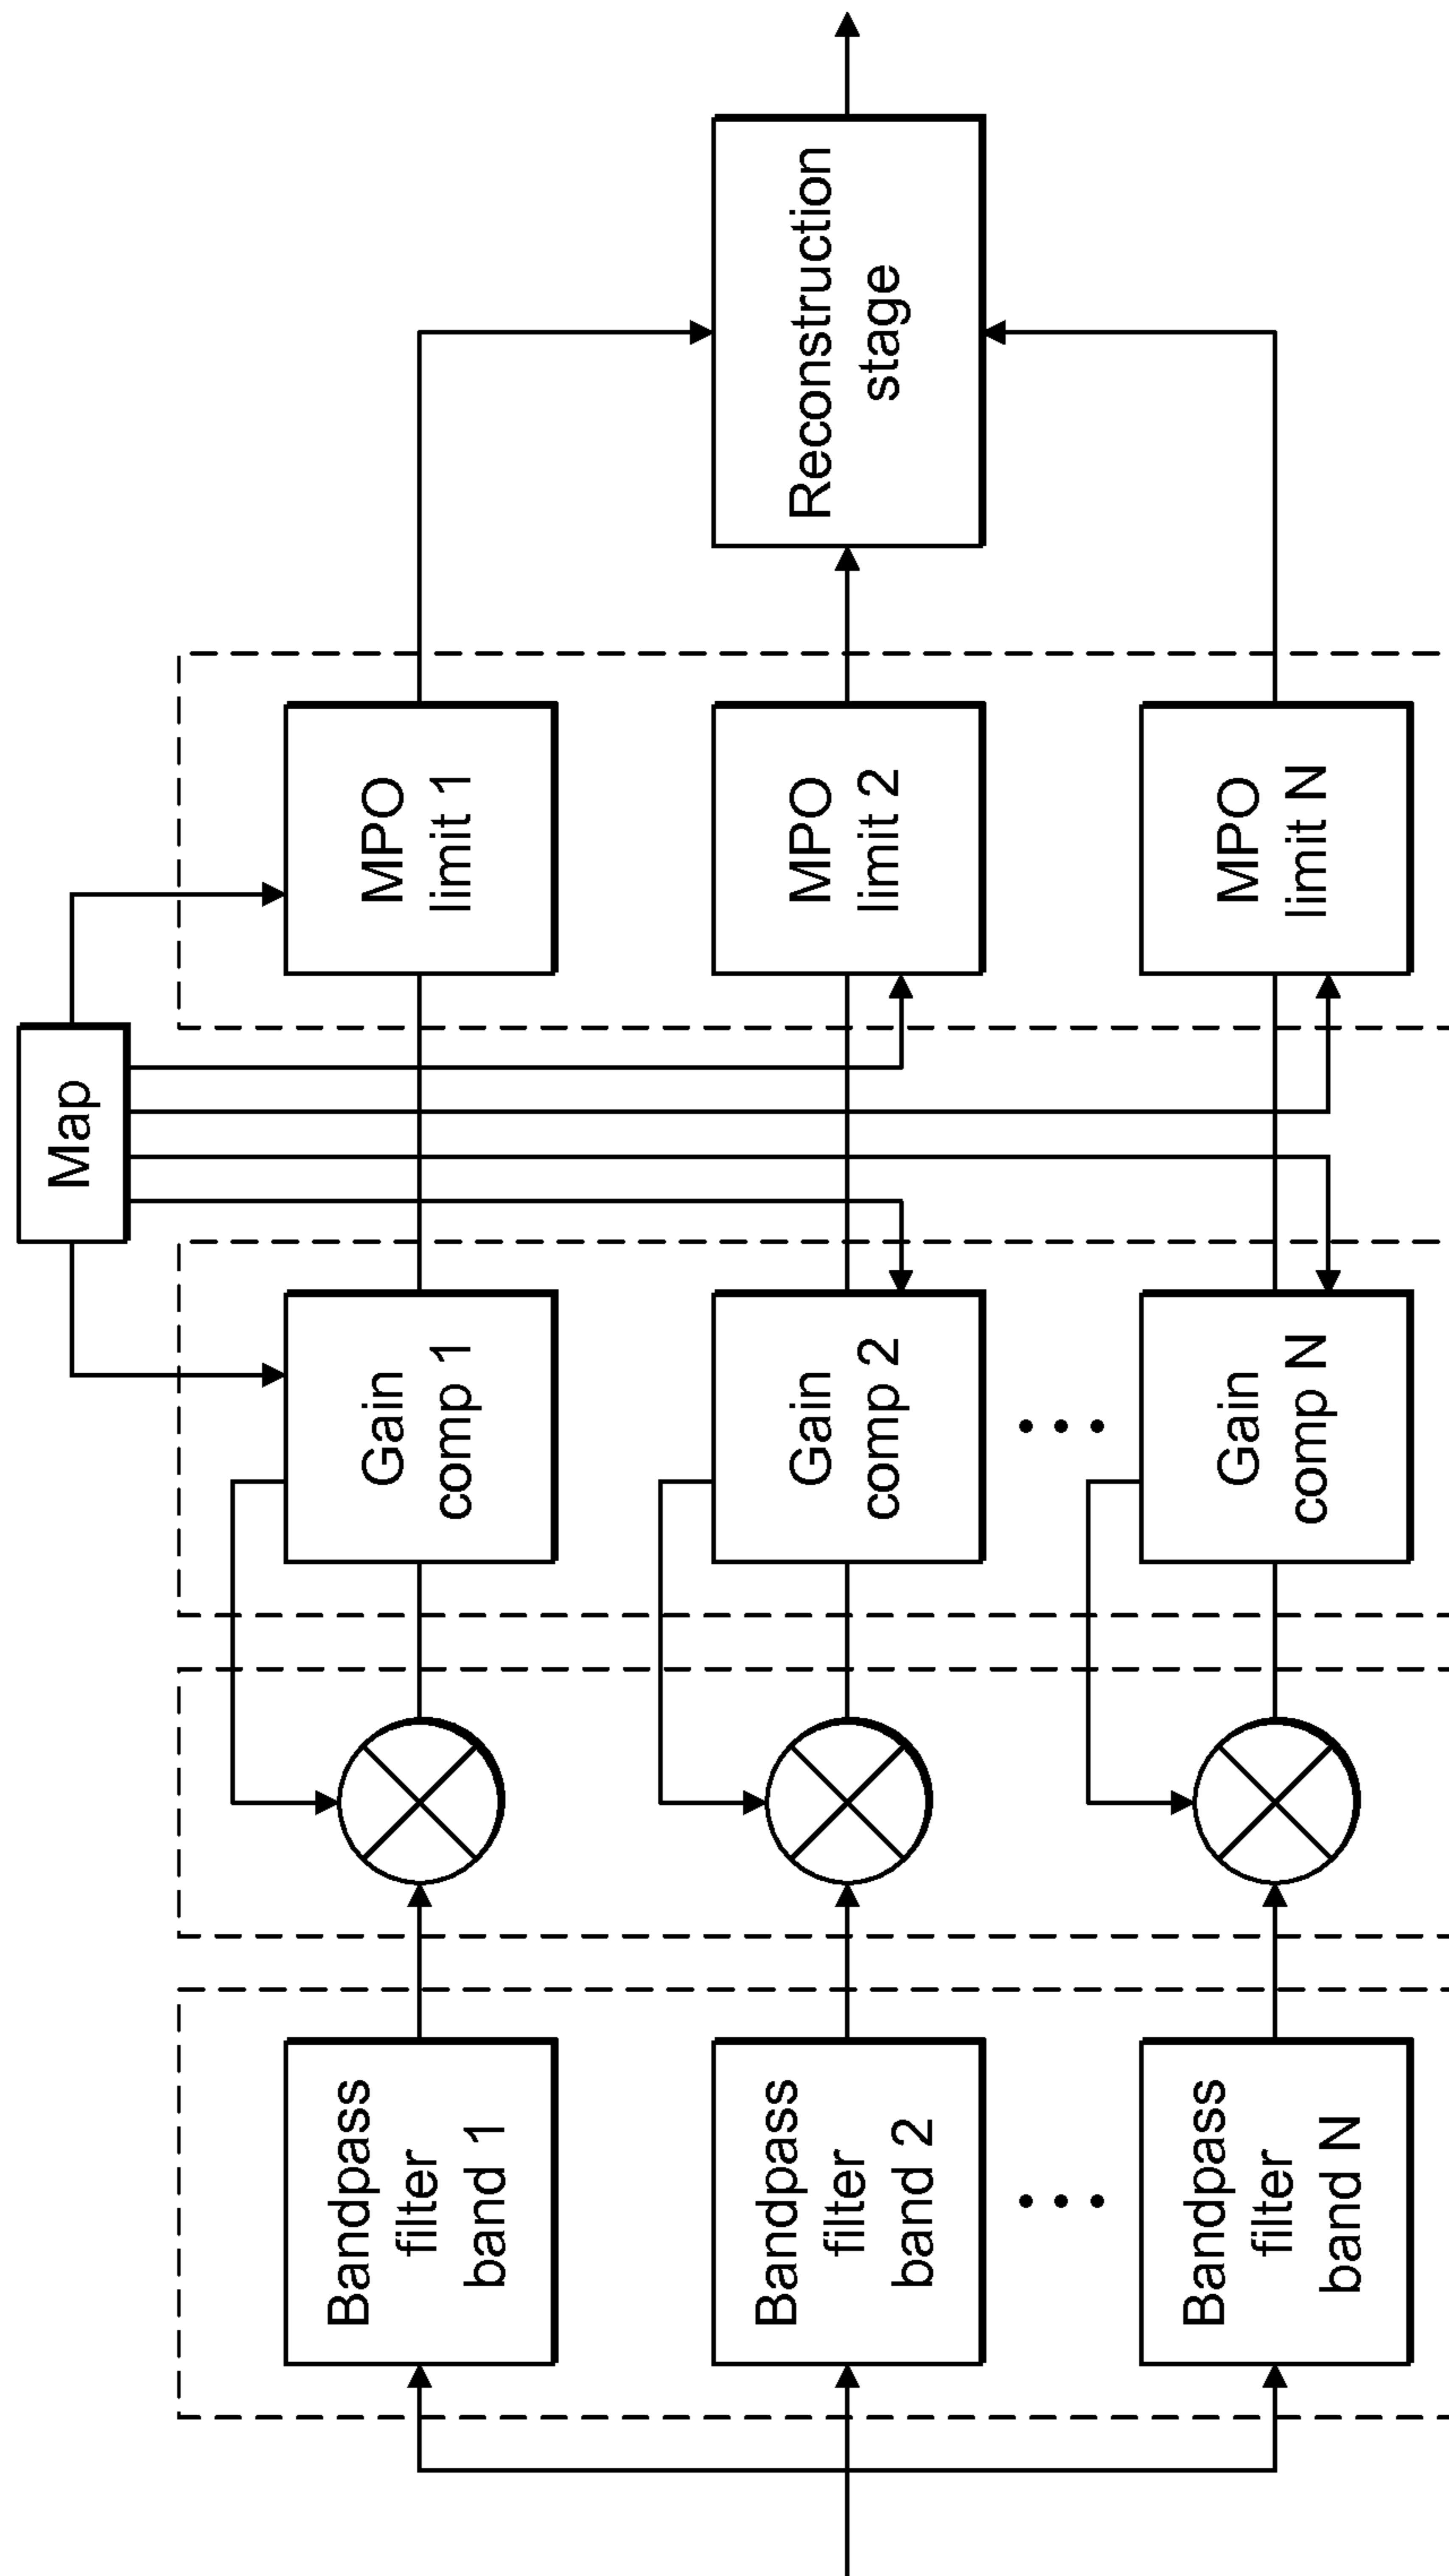 Map
Bandpass
filter
band 1
Gain
comp 1
MPO
limit 1
Bandpass
filter
band 2
Gain
comp 2
MPO
limit 2
Reconstruction
stage
Bandpass
filter
band N
Gain
comp N
MPO
limit N